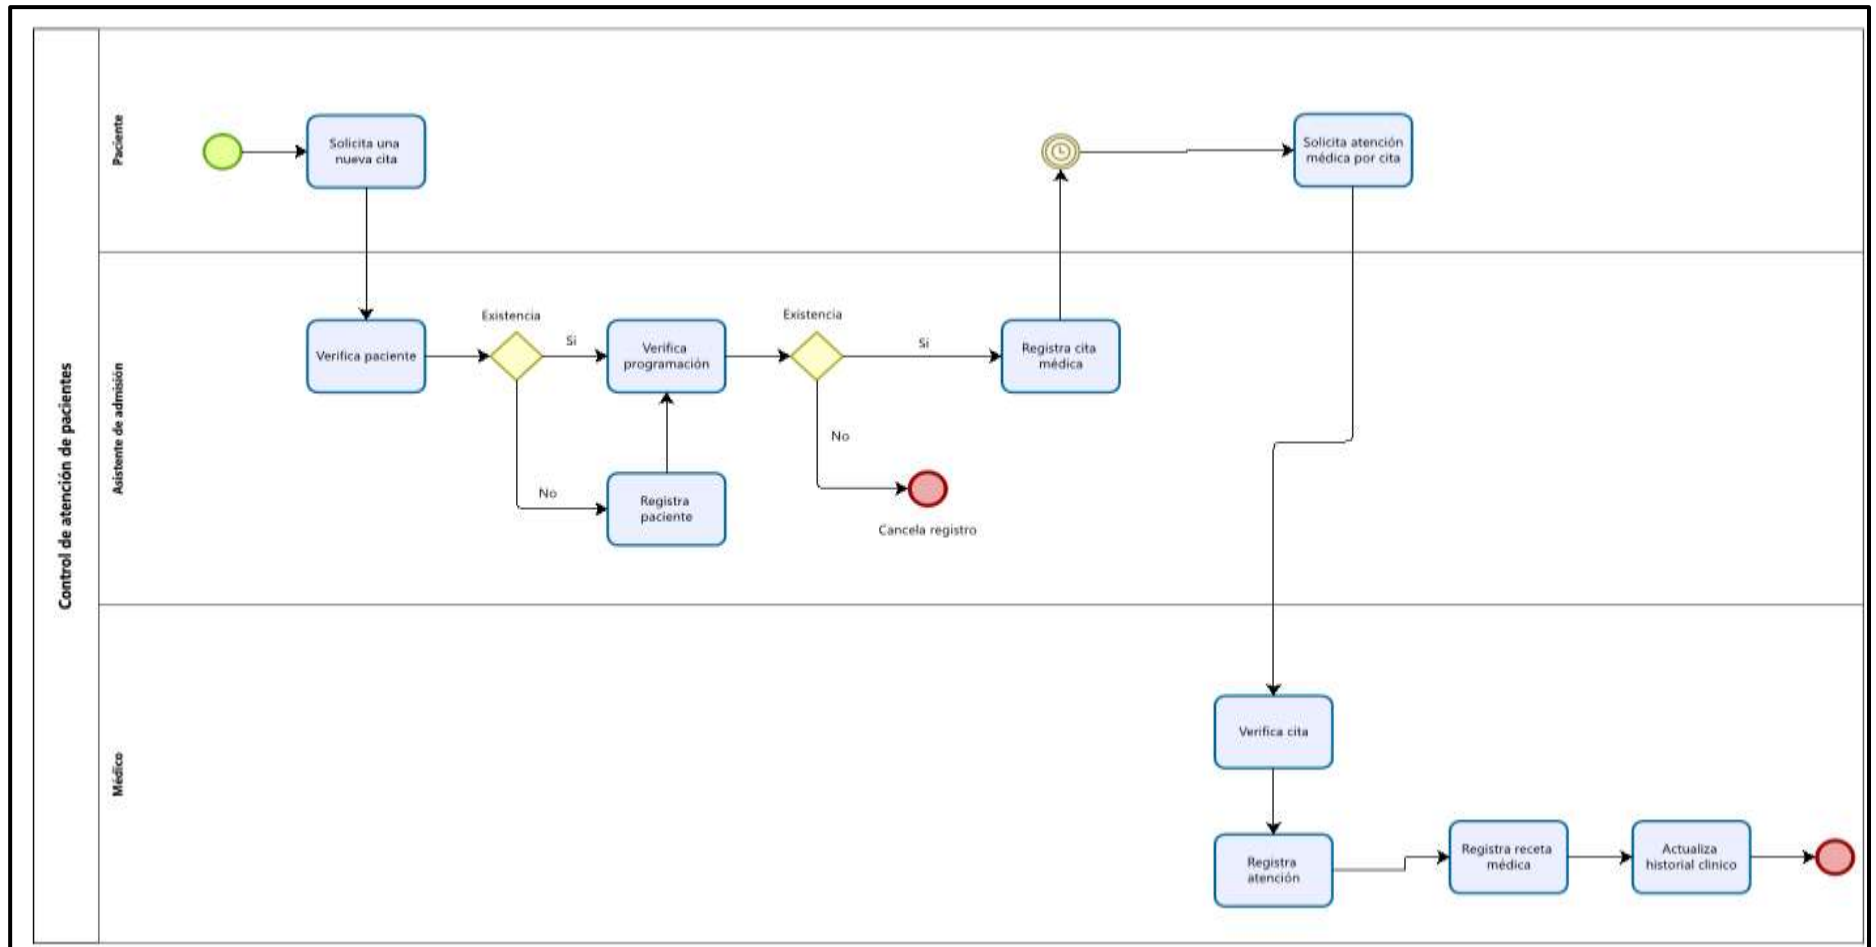 Control de atención de pacientes
Paciente
Solicita una
nueva cita
Solicita atención
médica por cita
Asistente de admisión
Verifica paciente
Existencia
Si
No
Verifica
programación
Registra
paciente
Existencia
Si
No
Cancela registro
Registra cita
médica
Médico
Verifica cita
Registra
atención
Registra receta
médica
Actualiza
historial clinico